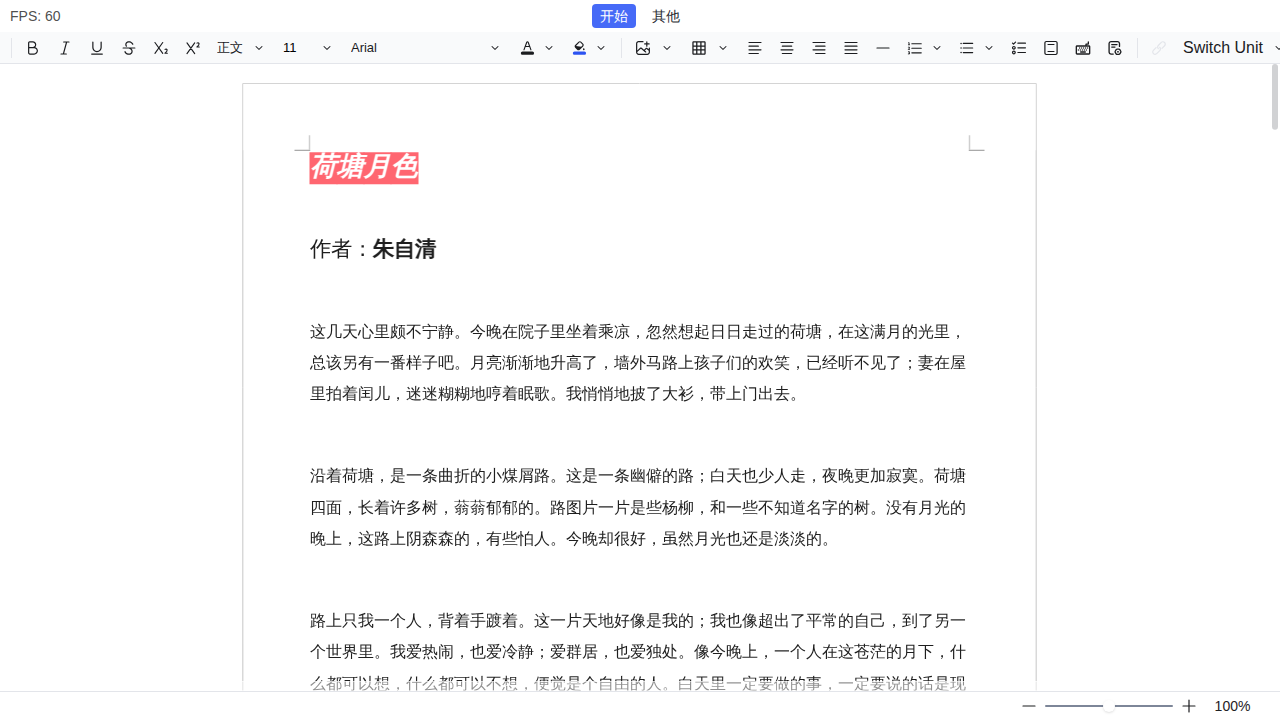 FPS: 60
开始 其他
正文 11 Arial Switch Unit
荷塘月色
作者：朱自清
这几天心里颇不宁静。今晚在院子里坐着乘凉，忽然想起日日走过的荷塘，在这满月的光里，
总该另有一番样子吧。月亮渐渐地升高了，墙外马路上孩子们的欢笑，已经听不见了；妻在屋
里拍着闰儿，迷迷糊糊地哼着眠歌。我悄悄地披了大衫，带上门出去。
沿着荷塘，是一条曲折的小煤屑路。这是一条幽僻的路；白天也少人走，夜晚更加寂寞。荷塘
四面，长着许多树，蓊蓊郁郁的。路图片一片是些杨柳，和一些不知道名字的树。没有月光的
晚上，这路上阴森森的，有些怕人。今晚却很好，虽然月光也还是淡淡的。
路上只我一个人，背着手踱着。这一片天地好像是我的；我也像超出了平常的自己，到了另一
个世界里。我爱热闹，也爱冷静；爱群居，也爱独处。像今晚上，一个人在这苍茫的月下，什
么都可以想，什么都可以不想，便觉是个自由的人。白天里一定要做的事，一定要说的话是现
100%